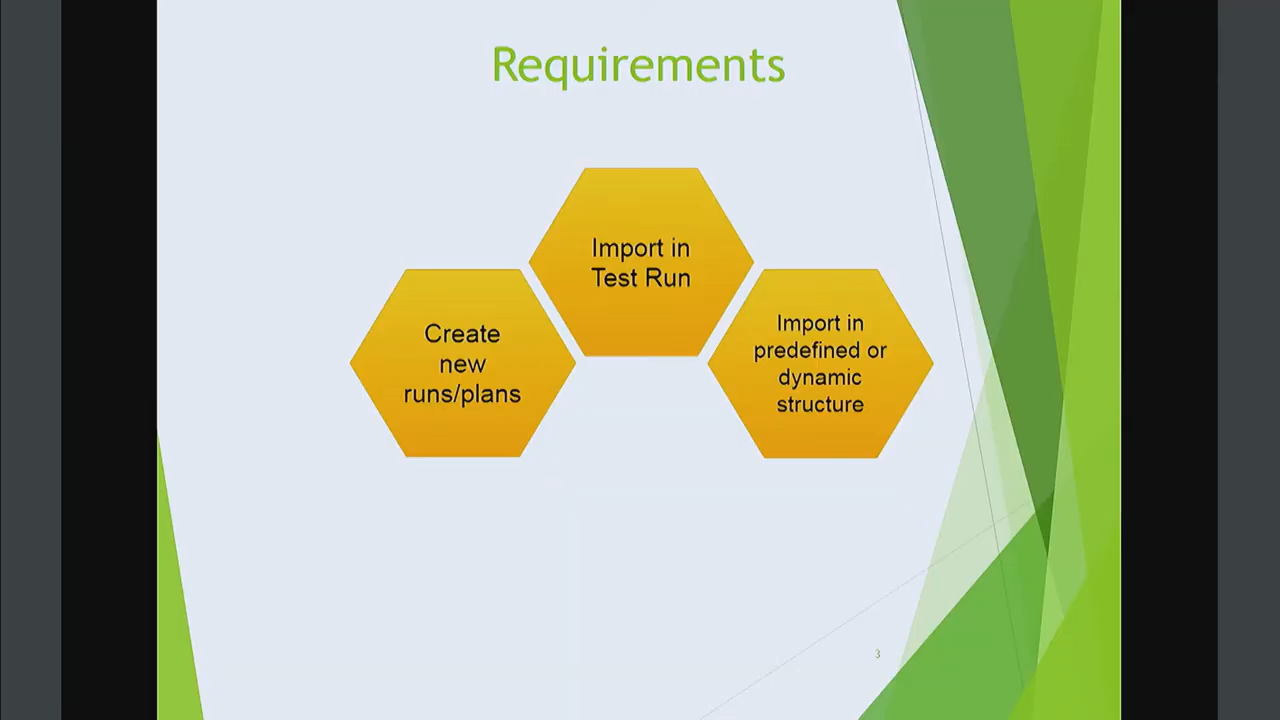 Requirements
Create
new
runs/plans
Import in
Test Run
Import in
predefined or
dynamic
structure
3